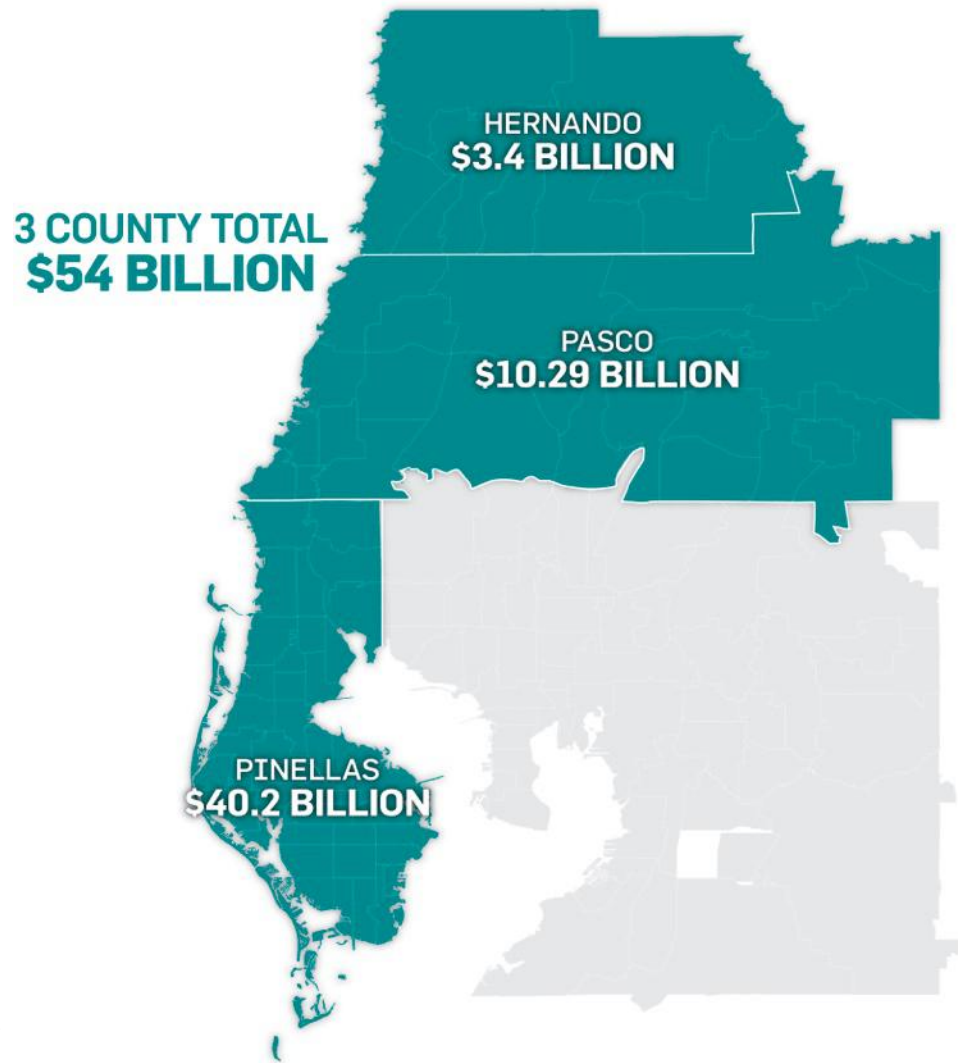 HERNANDO
$3.4 BILLION
3 COUNTY TOTAL
$54 BILLION
PASCO
$10.29 BILLION
PINELLAS
$40.2 BILLION